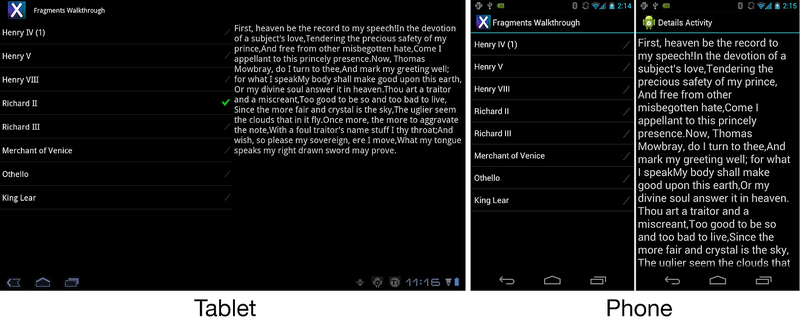 Fragments Walkthrough
Henry IV (1)
Henry V
Henry VIII
Richard II
Richard III
Merchant of Venice
Othello
King Lear
First, heaven be the record to my speech!In the devotion
of a subject's love,Tendering the precious safety of my
prince,And free from other misbegotten hate,Come I
appellant to this princely presence.Now, Thomas
Mowbray, do I turn to thee,And mark my greeting well;
for what I speakMy body shall make good upon this earth,
Or my divine soul answer it in heaven.Thou art a traitor
and a miscreant,Too good to be so and too bad to live,
Since the more fair and crystal is the sky,The uglier seem
the clouds that in it fly.Once more, the more to aggravate
the note,With a foul traitor's name stuff I thy throat;And
wish, so please my sovereign, ere I move,What my tongue
speaks my right drawn sword may prove.
11:16
Tablet
2:14
Fragments Walkthrough
Henry IV (1)
Henry V
Henry VIII
Richard II
Richard III
Merchant of Venice
Othello
King Lear
2:15
Details Activity
First, heaven be the record to
my speech!In the devotion of a
subject's love,Tendering the
precious safety of my prince,
And free from other
misbegotten hate,Come I
appellant to this princely
presence.Now, Thomas
Mowbray, do I turn to thee,And
mark my greeting well; for what
I speakMy body shall make
good upon this earth,Or my
divine soul answer it in heaven.
Thou art a traitor and a
miscreant,Too good to be so
and too bad to live,Since the
more fair and crystal is the sky,
The uglier seem the clouds that
Phone